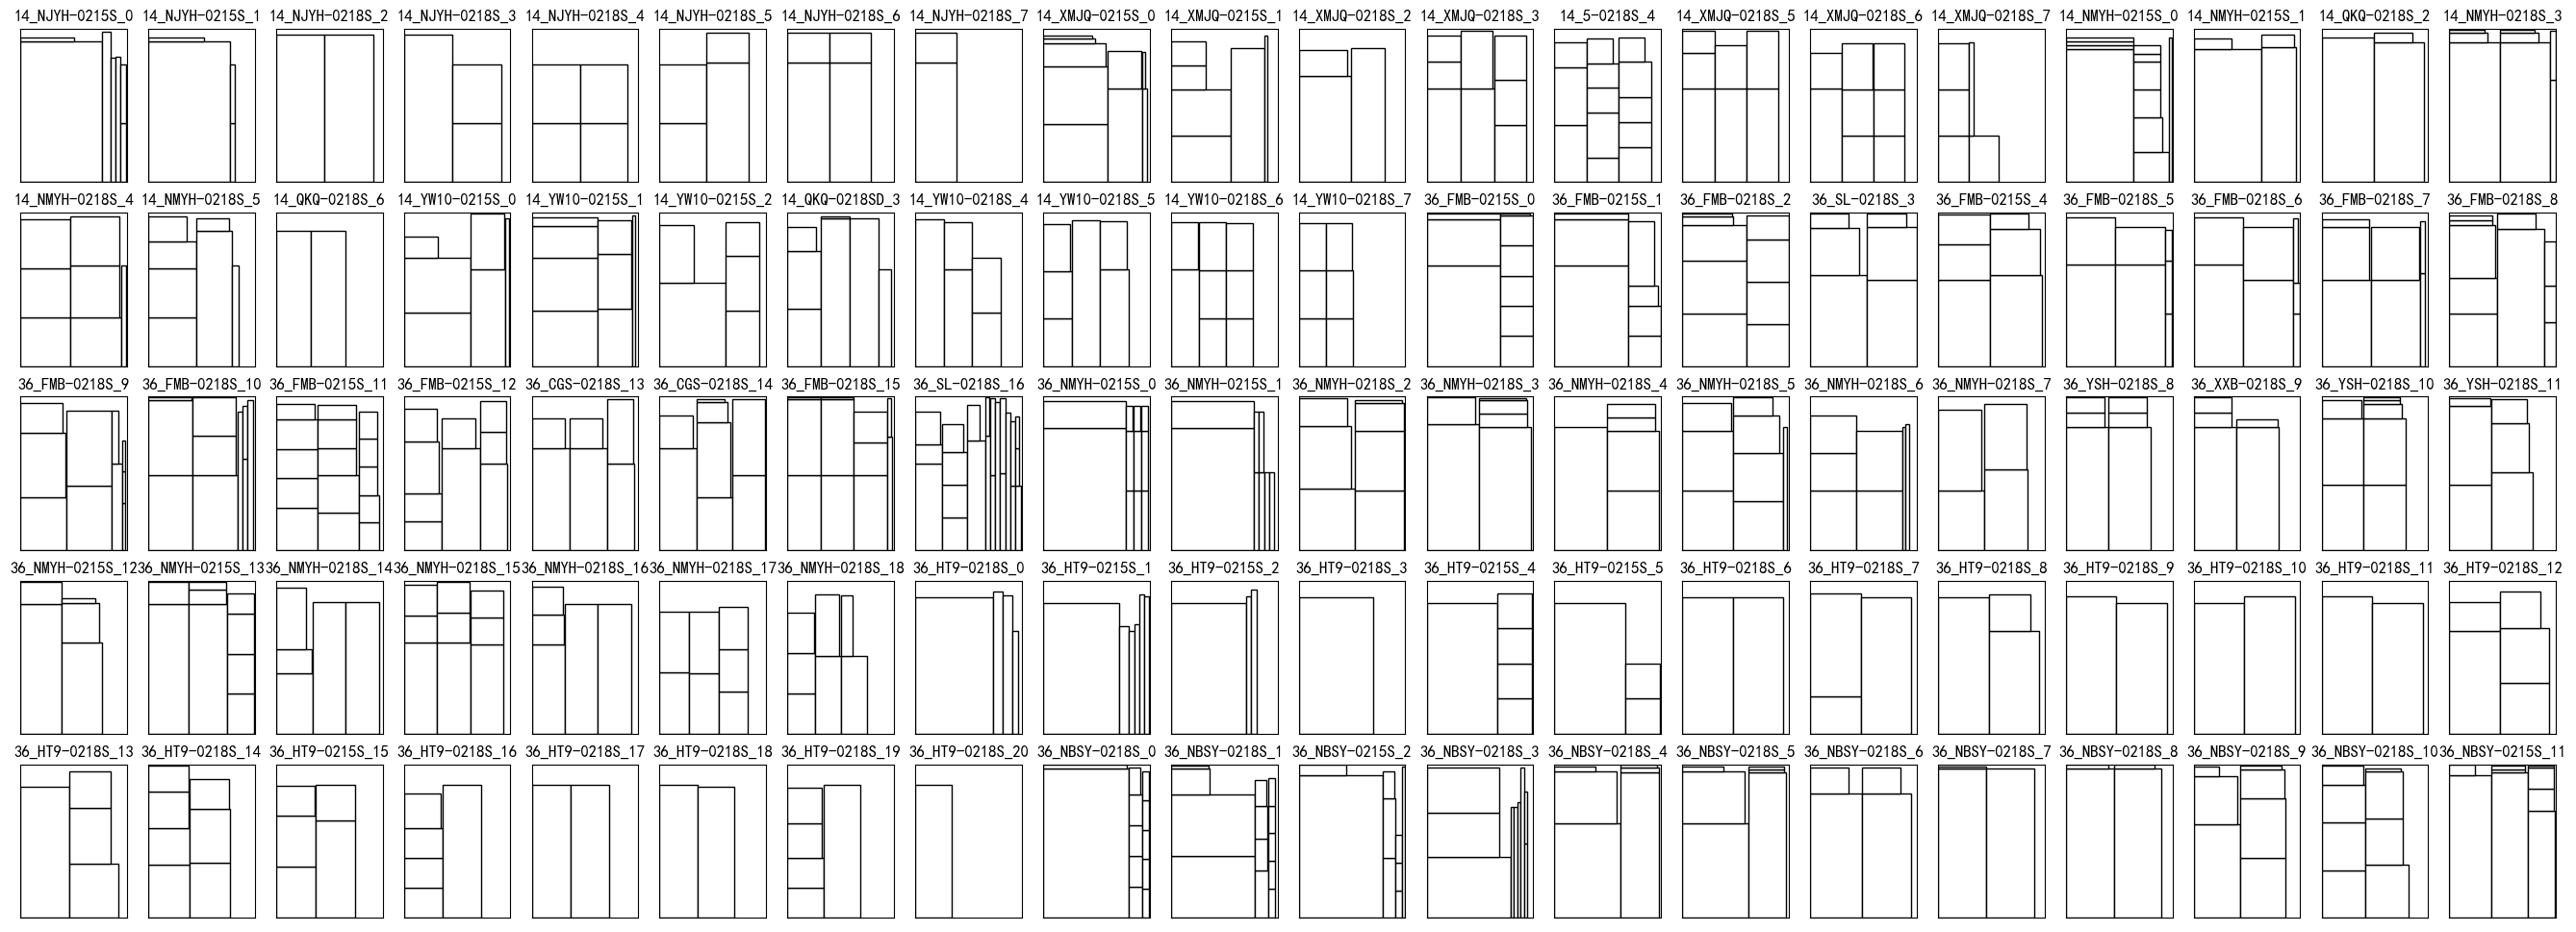 14_NJYH-0215S_0 14_NJYH-0215S_1 14_NJYH-0218S_2 14_NJYH-0218S_3 14_NJYH-0218S_4 14_NJYH-0218S_5 14_NJYH-0218S_6 14_NJYH-0218S_7 14_XMJQ-0215S_0 14_XMJQ-0215S_1 14_XMJQ-0218S_2 14_XMJQ-0218S_3 14_5-0218S_4 14_XMJQ-0218S_5 14_XMJQ-0218S_6 14_XMJQ-0218S_7 14_NMYH-0215S_0 14_NMYH-0215S_1 14_QKQ-0218S_2 14_NMYH-0218S_3
14_NMYH-0218S_4 14_NMYH-0218S_5 14_QKQ-0218S_6 14_YW10-0215S_0 14_YW10-0215S_1 14_YW10-0215S_2 14_QKQ-0218SD_3 14_YW10-0218S_4 14_YW10-0218S_5 14_YW10-0218S_6 14_YW10-0218S_7 36_FMB-0215S_0 36_FMB-0215S_1 36_FMB-0218S_2 36_SL-0218S_3 36_FMB-0215S_4 36_FMB-0218S_5 36_FMB-0218S_6 36_FMB-0218S_7 36_FMB-0218S_8
36_FMB-0218S_9 36_FMB-0218S_10 36_FMB-0215S_11 36_FMB-0215S_12 36_CGS-0218S_13 36_CGS-0218S_14 36_FMB-0218S_15 36_SL-0218S_16 36_NMYH-0215S_0 36_NMYH-0215S_1 36_NMYH-0218S_2 36_NMYH-0218S_3 36_NMYH-0218S_4 36_NMYH-0218S_5 36_NMYH-0218S_6 36_NMYH-0218S_7 36_YSH-0218S_8 36_XXB-0218S_9 36_YSH-0218S_10 36_YSH-0218S_11
36_NMYH-0215S_12 36_NMYH-0215S_13 36_NMYH-0218S_14 36_NMYH-0218S_15 36_NMYH-0218S_16 36_NMYH-0218S_17 36_NMYH-0218S_18 36_HT9-0218S_0 36_HT9-0215S_1 36_HT9-0215S_2 36_HT9-0218S_3 36_HT9-0215S_4 36_HT9-0215S_5 36_HT9-0218S_6 36_HT9-0218S_7 36_HT9-0218S_8 36_HT9-0218S_9 36_HT9-0218S_10 36_HT9-0218S_11 36_HT9-0218S_12
36_HT9-0218S_13 36_HT9-0218S_14 36_HT9-0215S_15 36_HT9-0218S_16 36_HT9-0218S_17 36_HT9-0218S_18 36_HT9-0218S_19 36_HT9-0218S_20 36_NBSY-0218S_0 36_NBSY-0218S_1 36_NBSY-0215S_2 36_NBSY-0218S_3 36_NBSY-0218S_4 36_NBSY-0218S_5 36_NBSY-0218S_6 36_NBSY-0218S_7 36_NBSY-0218S_8 36_NBSY-0218S_9 36_NBSY-0218S_10 36_NBSY-0215S_11